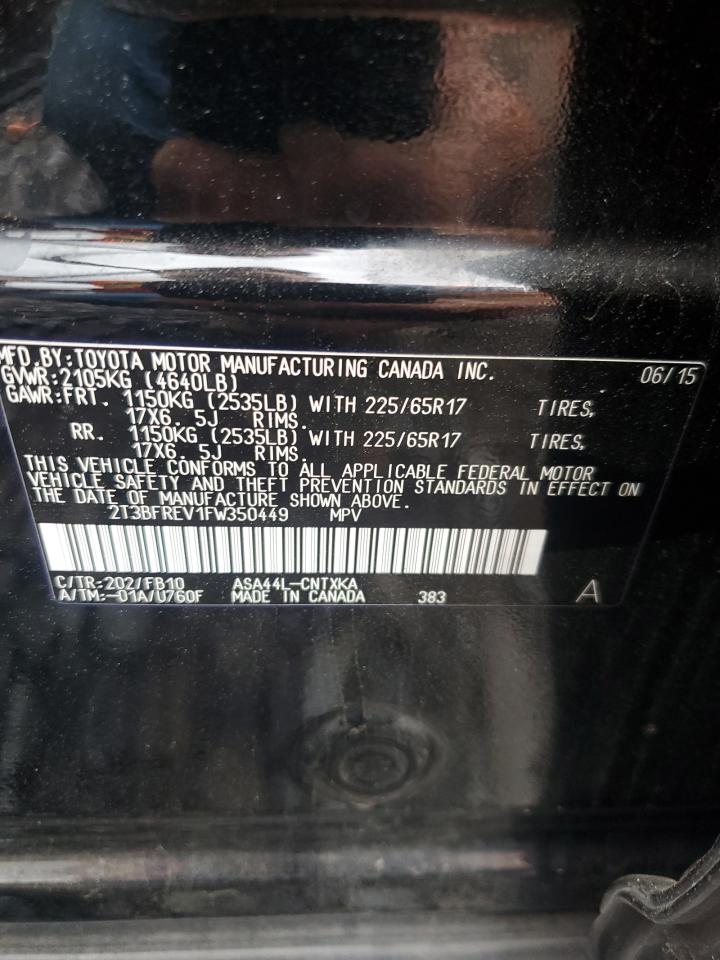 MFD.BY:TOYOTA MOTOR MANUFACTURING CANADA INC. 06/15
GVWR:2105KG (4640LB)
GAWR:FRT. 1150KG (2535LB) WITH 225/65R17 TIRES,
17X6. 5J RIMS.
RR. 1150KG (2535LB) WITH 225/65R17 TIRES,
17X6. 5J RIMS.
THIS VEHICLE CONFORMS TO ALL APPLICABLE FEDERAL MOTOR
VEHICLE SAFETY AND THEFT PREVENTION STANDARDS IN EFFECT ON
THE DATE OF MANUFACTURE SHOWN ABOVE.
2T3BFREV1FW350449 MPV
C/TR:202/FB10 ASA44L-CNTXKA
A/TM:-01A/U760F MADE IN CANADA 383 A